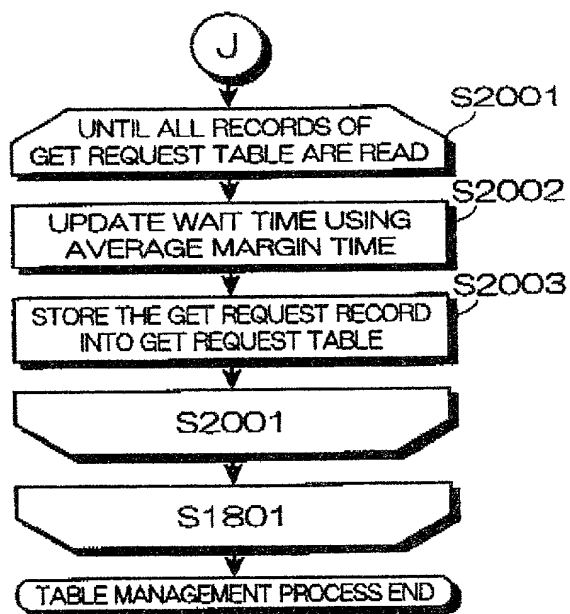 J
S2001
UNTIL ALL RECORDS OF
GET REQUEST TABLE ARE READ
S2002
UPDATE WAIT TIME USING
AVERAGE MARGIN TIME
S2003
STORE THE GET REQUEST RECORD
INTO GET REQUEST TABLE
S2001
S1801
TABLE MANAGEMENT PROCESS END